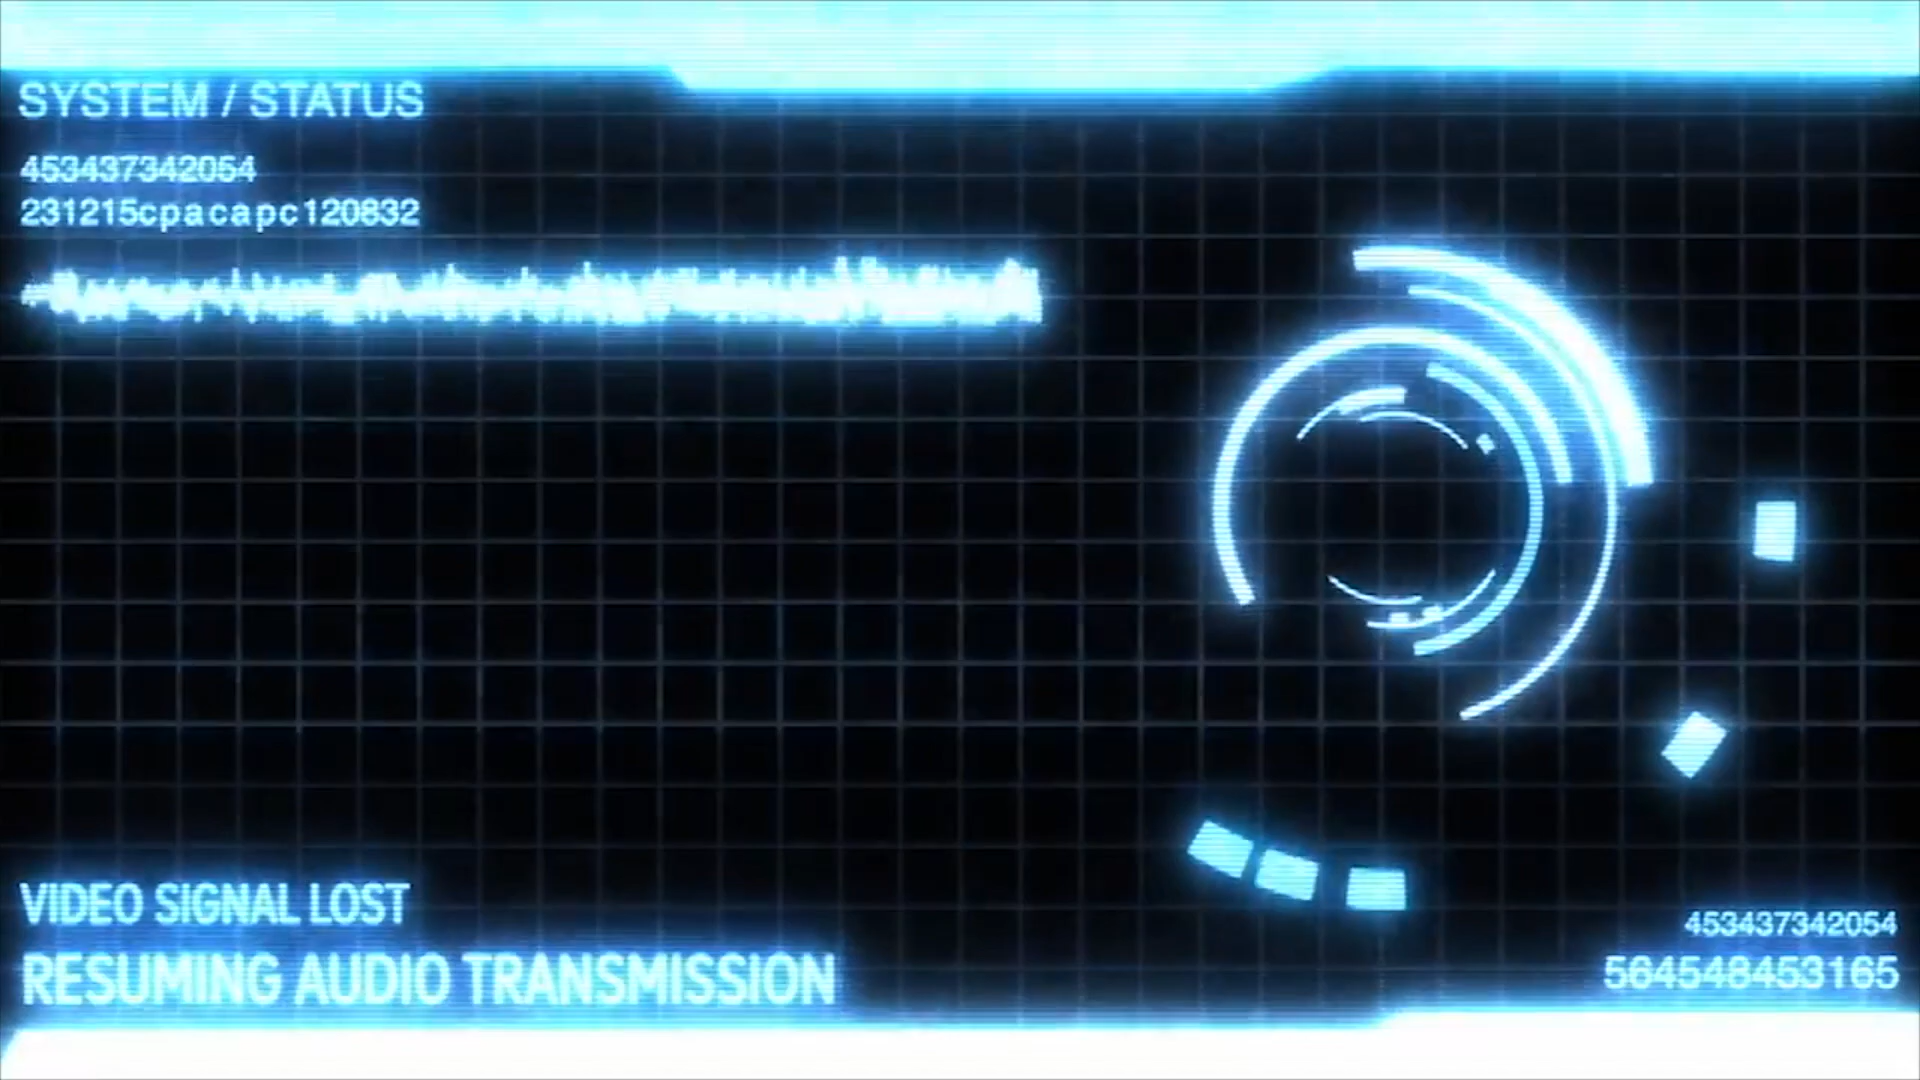 SYSTEM / STATUS
453437342054
231215cpacapc120832
VIDEO SIGNAL LOST
RESUMING AUDIO TRANSMISSION
453437342054
564548453165